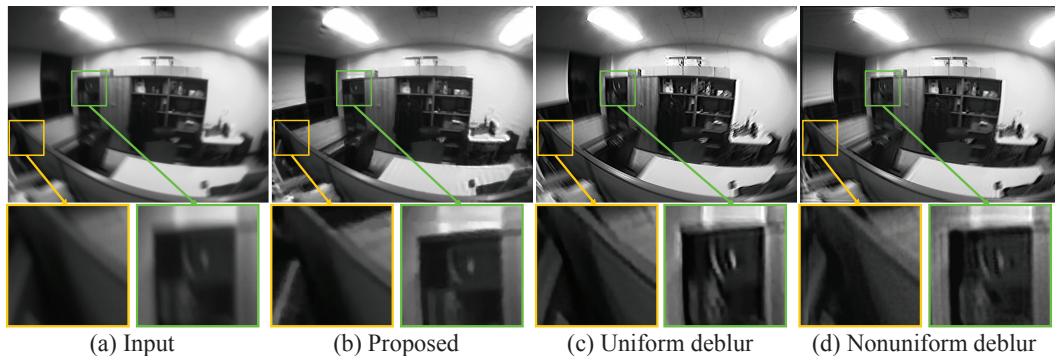 (a) Input
(b) Proposed
(c) Uniform deblur
(d) Nonuniform deblur